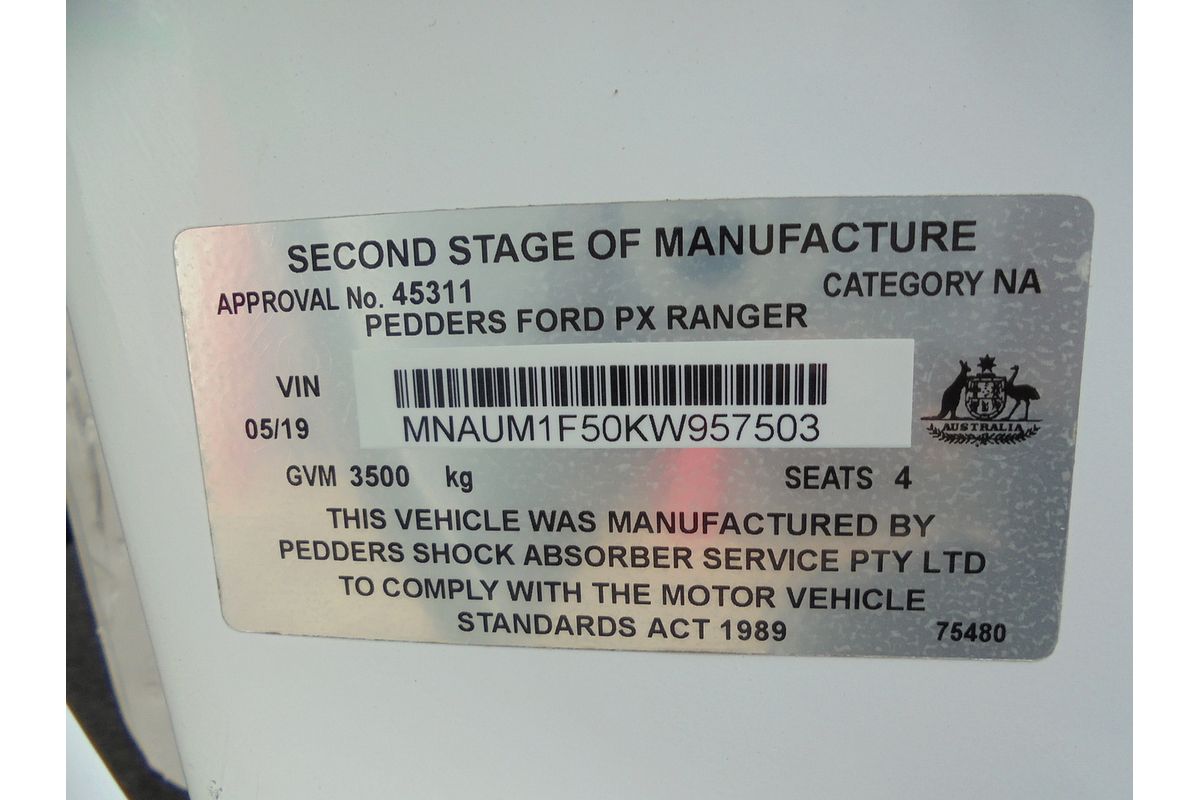 SECOND STAGE OF MANUFACTURE
APPROVAL No. 45311 CATEGORY NA
PEDDERS FORD PX RANGER
VIN
05/19 MNAUM1F50KW957503
AUSTRALIA
GVM 3500 kg SEATS 4
THIS VEHICLE WAS MANUFACTURED BY
PEDDERS SHOCK ABSORBER SERVICE PTY LTD
TO COMPLY WITH THE MOTOR VEHICLE
STANDARDS ACT 1989 75480